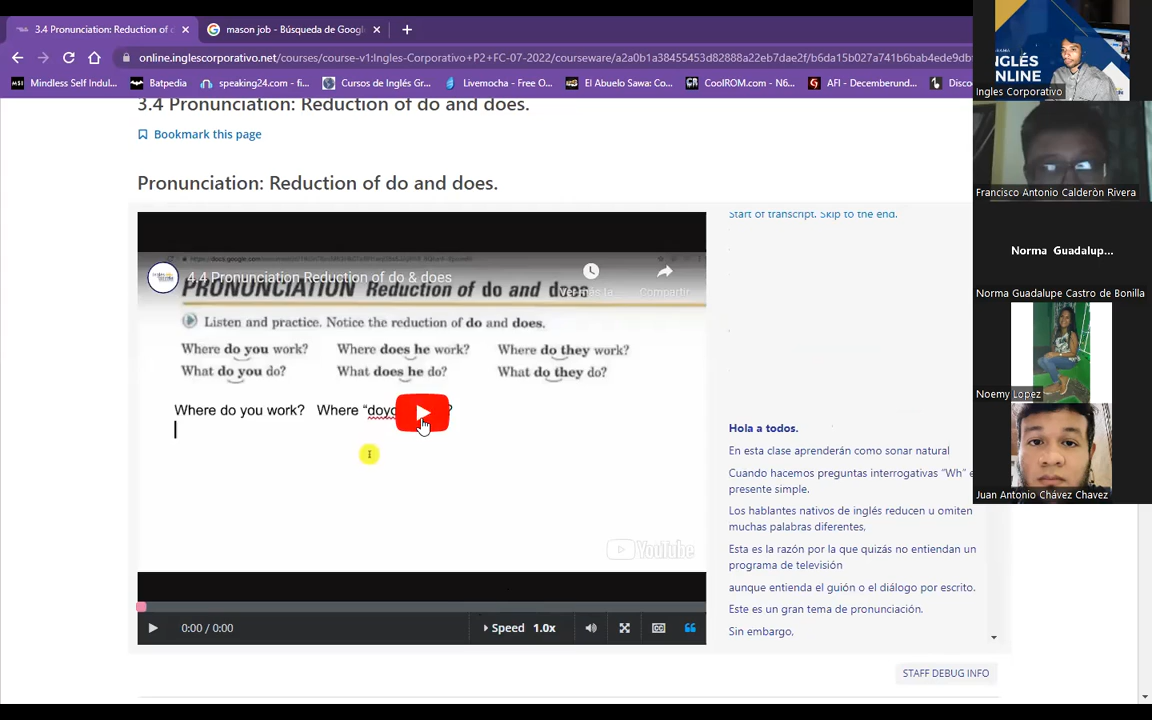 3.4 Pronunciation: Reduction of d
mason job - Búsqueda de Googl
online.inglescorporativo.net/courses/course-v1:Ingles-Corporativo+P2+FC-07-2022/courseware/a2a0b1a38455453d82888a22eb7dae2f/b6da15b027a741b6bab4ede9db
Mindless Self Indul...
Batpedia
speaking24.com - fi...
Cursos de Inglés Gr...
Livemocha - Free O...
El Abuelo Sawa: Co...
CoolROM.com - N6...
AFI - Decemberund...
Disco
3.4 Pronunciation: Reduction of do and does.
Bookmark this page
Pronunciation: Reduction of do and does.
4.4 Pronunciation Reduction of do & does
PRONUNCIATION Reduction of do and does
Compartir
Listen and practice. Notice the reduction of do and does.
Where do you work? Where does he work? Where do they work?
What do you do? What does he do? What do they do?
Where do you work? Where
YouTube
0:00 / 0:00
Speed 1.0x
CC
Start of transcript. Skip to the end.
Hola a todos.
En esta clase aprenderán como sonar natural
Cuando hacemos preguntas interrogativas “Wh” e
presente simple.
Los hablantes nativos de inglés reducen u omiten
muchas palabras diferentes,
Esta es la razón por la que quizás no entiendan un
programa de televisión
aunque entienda el guión o el diálogo por escrito.
Este es un gran tema de pronunciación.
Sin embargo,
STAFF DEBUG INFO
NGLÉS
ONLINE
Ingles Corporativo
Francisco Antonio Calderòn Rivera
Norma Guadalup...
Norma Guadalupe Castro de Bonilla
Noemy Lopez
Juan Antonio Chávez Chavez